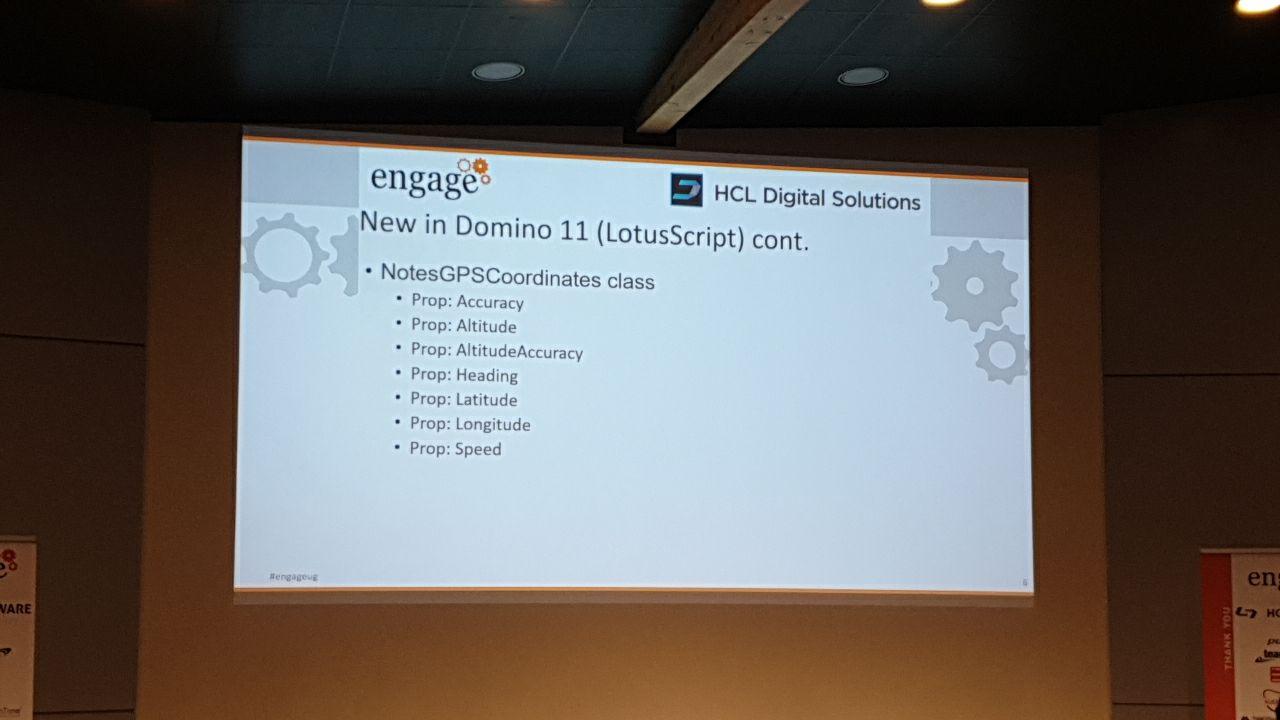 engage
HCL Digital Solutions
New in Domino 11 (LotusScript) cont.
• NotesGPSCoordinates class
• Prop: Accuracy
• Prop: Altitude
• Prop: AltitudeAccuracy
• Prop: Heading
• Prop: Latitude
• Prop: Longitude
• Prop: Speed
#engageug
6
WARE
eng
THANK YOU
HC